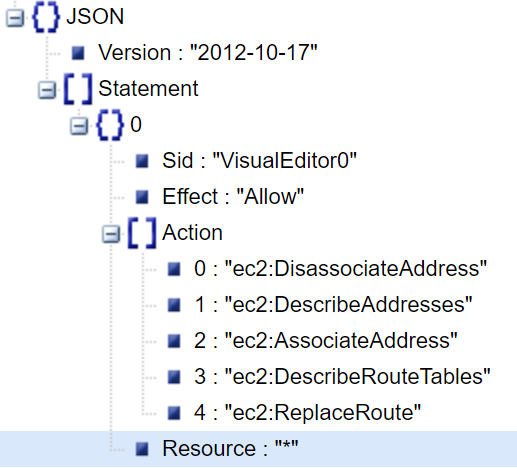 JSON
Version : "2012-10-17"
Statement
0
Sid : "VisualEditor0"
Effect : "Allow"
Action
0 : "ec2:DisassociateAddress"
1 : "ec2:DescribeAddresses"
2 : "ec2:AssociateAddress"
3 : "ec2:DescribeRouteTables"
4 : "ec2:ReplaceRoute"
Resource : "*"